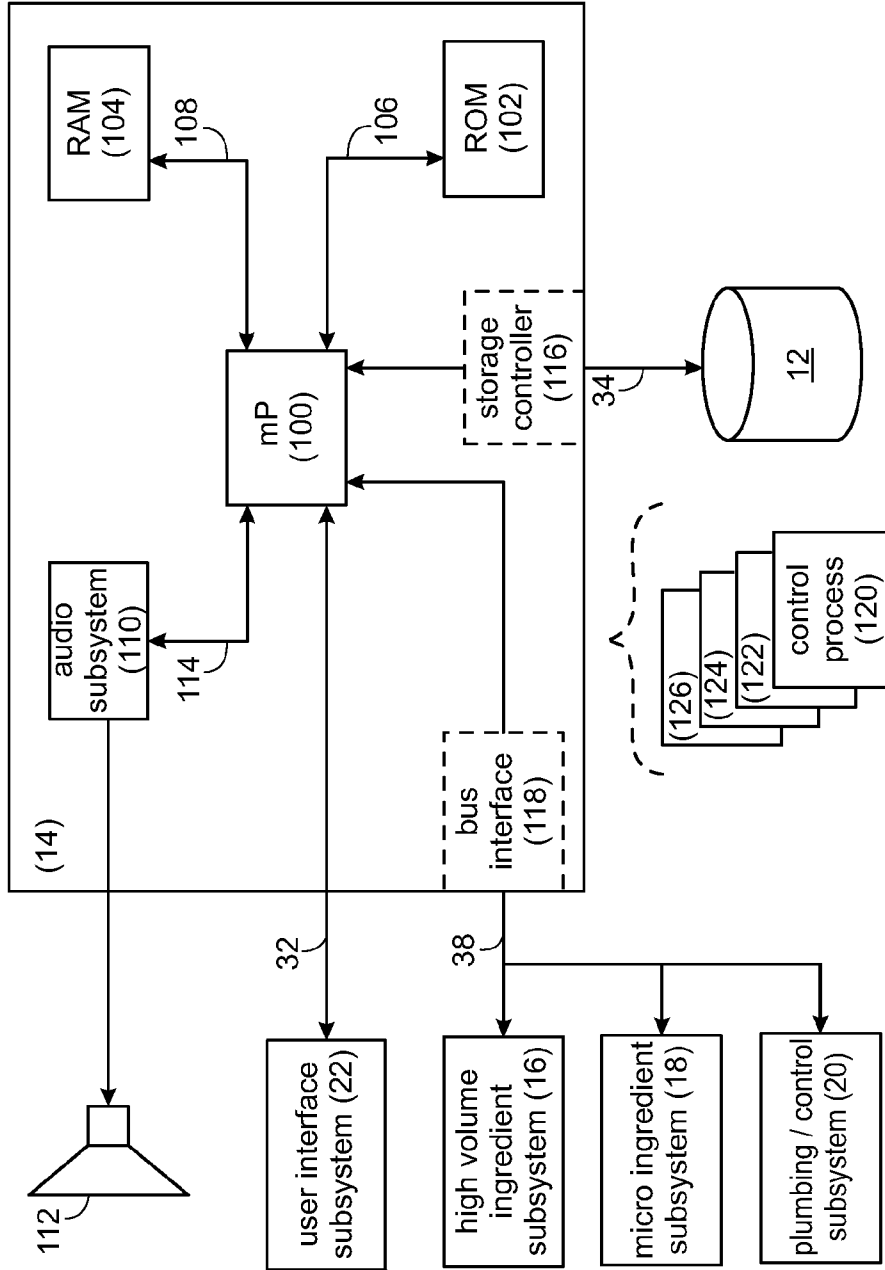 RAM
(104)
108
106
ROM
(102)
mP
(100)
storage
controller
(116)
34
12
audio
subsystem
(110)
114
(14)
bus
interface
(118)
(126)
(124)
(122)
control
process
(120)
32
38
112
user interface
subsystem (22)
high volume
ingredient
subsystem (16)
micro ingredient
subsystem (18)
plumbing / control
subsystem (20)